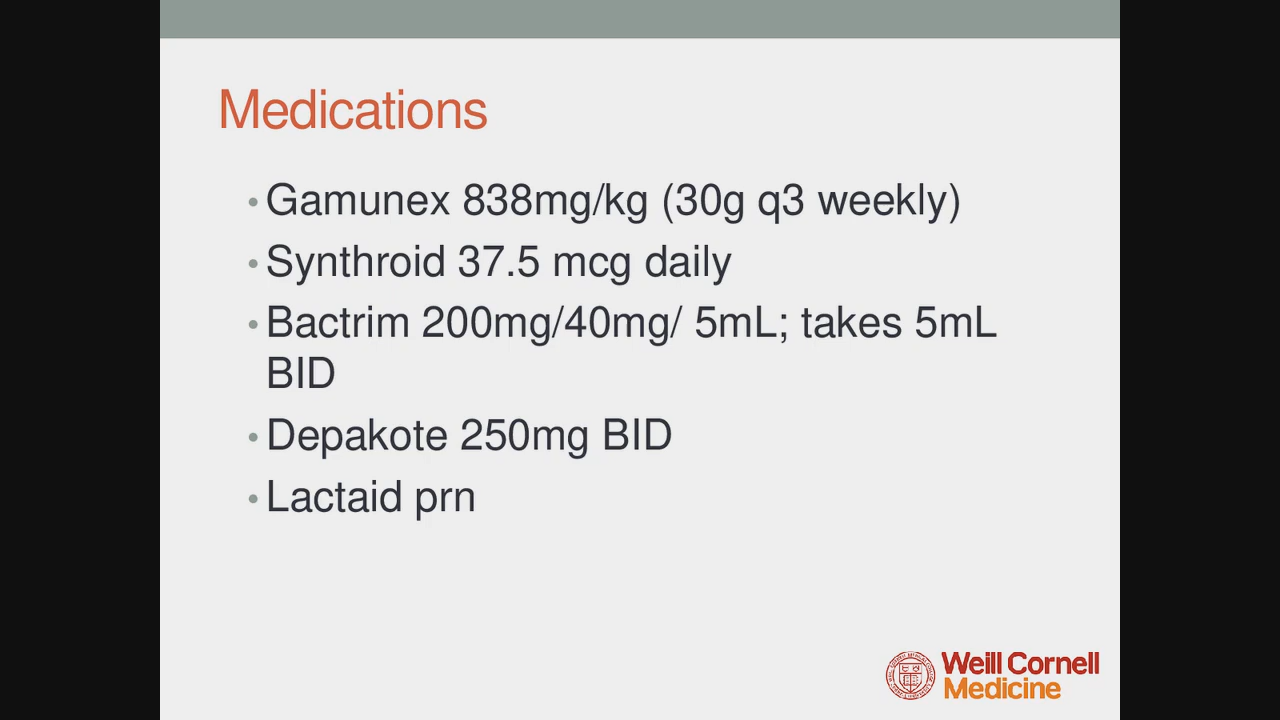 Medications
• Gamunex 838mg/kg (30g q3 weekly)
• Synthroid 37.5 mcg daily
• Bactrim 200mg/40mg/ 5mL; takes 5mL
BID
• Depakote 250mg BID
• Lactaid prn
Weill Cornell
Medicine